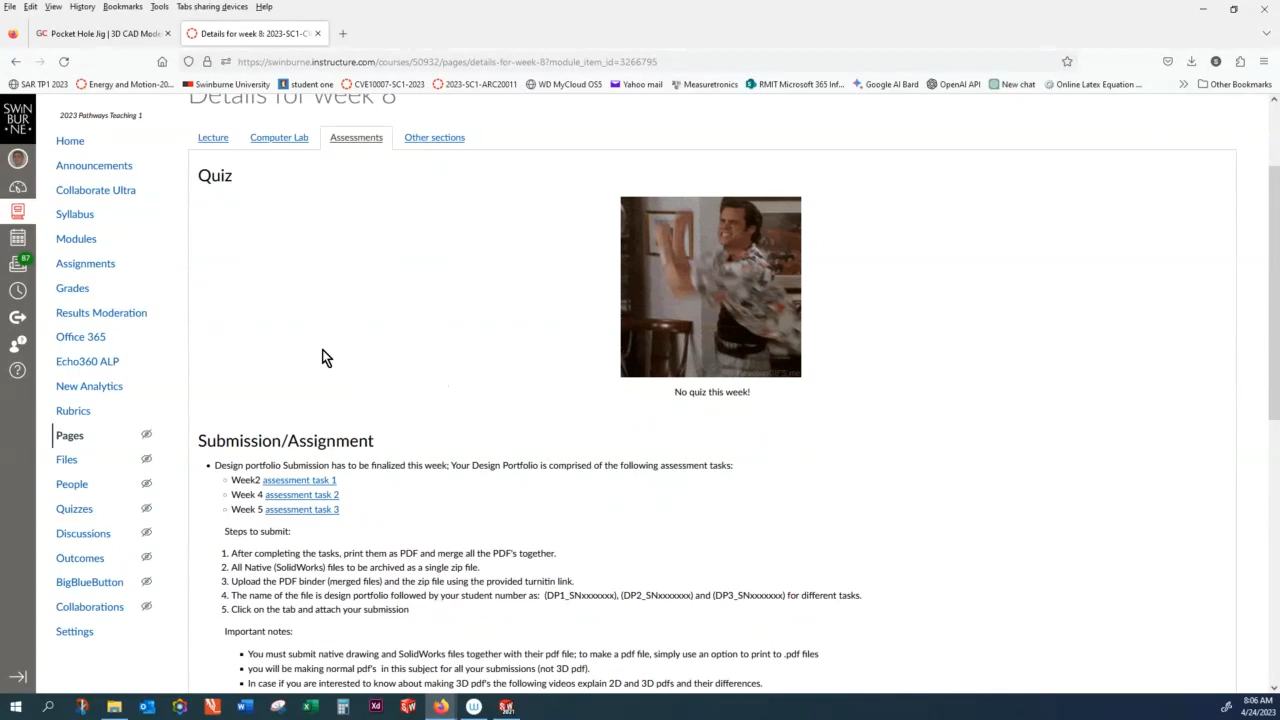 File Edit View History Bookmarks Tools Tabs sharing devices Help
GC Pocket Hole Jig | 3D CAD Mode
Details for week 8: 2023-SC1-CV
https://swinburne.instructure.com/courses/50932/pages/details-for-week-8?module_item_id=3266795
SAR TP1 2023 Energy and Motion-20... Swinburne University student one CVE10007-SC1-2023 2023-SC1-ARC20011 WD MyCloud OS5 Yahoo mail Measuretronics RMIT Microsoft 365 Inf... Google AI Bard OpenAI API New chat Online Latex Equation ... Other Bookmarks
SWIN
BUR
NE
2023 Pathways Teaching 1
Home
Announcements
Collaborate Ultra
Syllabus
Modules
Assignments
87
Grades
Results Moderation
Office 365
Echo360 ALP
New Analytics
Rubrics
Pages
Files
People
Quizzes
Discussions
Outcomes
BigBlueButton
Collaborations
Settings
Details for Week 8
Lecture Computer Lab Assessments Other sections
Quiz
No quiz this week!
Submission/Assignment
• Design portfolio Submission has to be finalized this week; Your Design Portfolio is comprised of the following assessment tasks:
Week2 assessment task 1
Week 4 assessment task 2
Week 5 assessment task 3
Steps to submit:
1. After completing the tasks, print them as PDF and merge all the PDF's together.
2. All Native (SolidWorks) files to be archived as a single zip file.
3. Upload the PDF binder (merged files) and the zip file using the provided turnitin link.
4. The name of the file is design portfolio followed by your student number as: (DP1_SNxxxxxxx), (DP2_SNxxxxxxx) and (DP3_SNxxxxxxx) for different tasks.
5. Click on the tab and attach your submission
Important notes:
You must submit native drawing and SolidWorks files together with their pdf file; to make a pdf file, simply use an option to print to .pdf files
you will be making normal pdf's in this subject for all your submissions (not 3D pdf).
In case if you are interested to know about making 3D pdf's the following videos explain 2D and 3D pdfs and their differences.
8:06 AM
4/24/2023